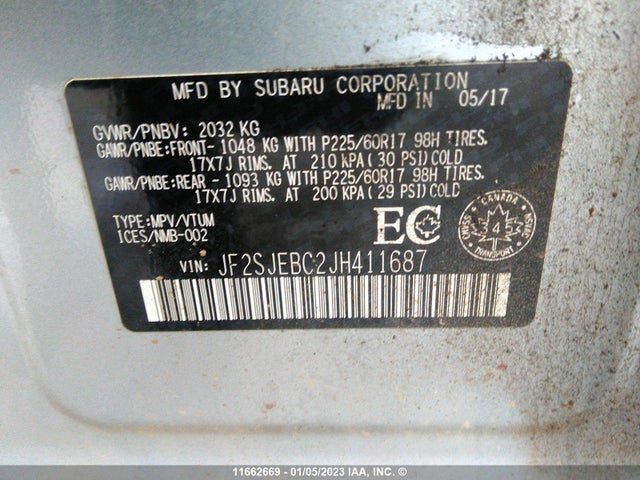 MFD BY SUBARU CORPORATION
MFD IN 05/17
GVWR/PNBV: 2032 KG
GAWR/PNBE:FRONT- 1048 KG WITH P225/60R17 98H TIRES.
17X7J RIMS. AT 210 KPA ( 30 PSI) COLD
GAWR/PNBE:REAR - 1093 KG WITH P225/60R17 98H TIRES.
17X7J RIMS. AT 200 KPA ( 29 PSI) COLD
TYPE:MPV/VTUM
ICES/NMB-002
EC
CANADA
345
TRANSPORT
VIN: JF2SJEBC2JH411687
11662669 - 01/05/2023 IAA, INC. ©